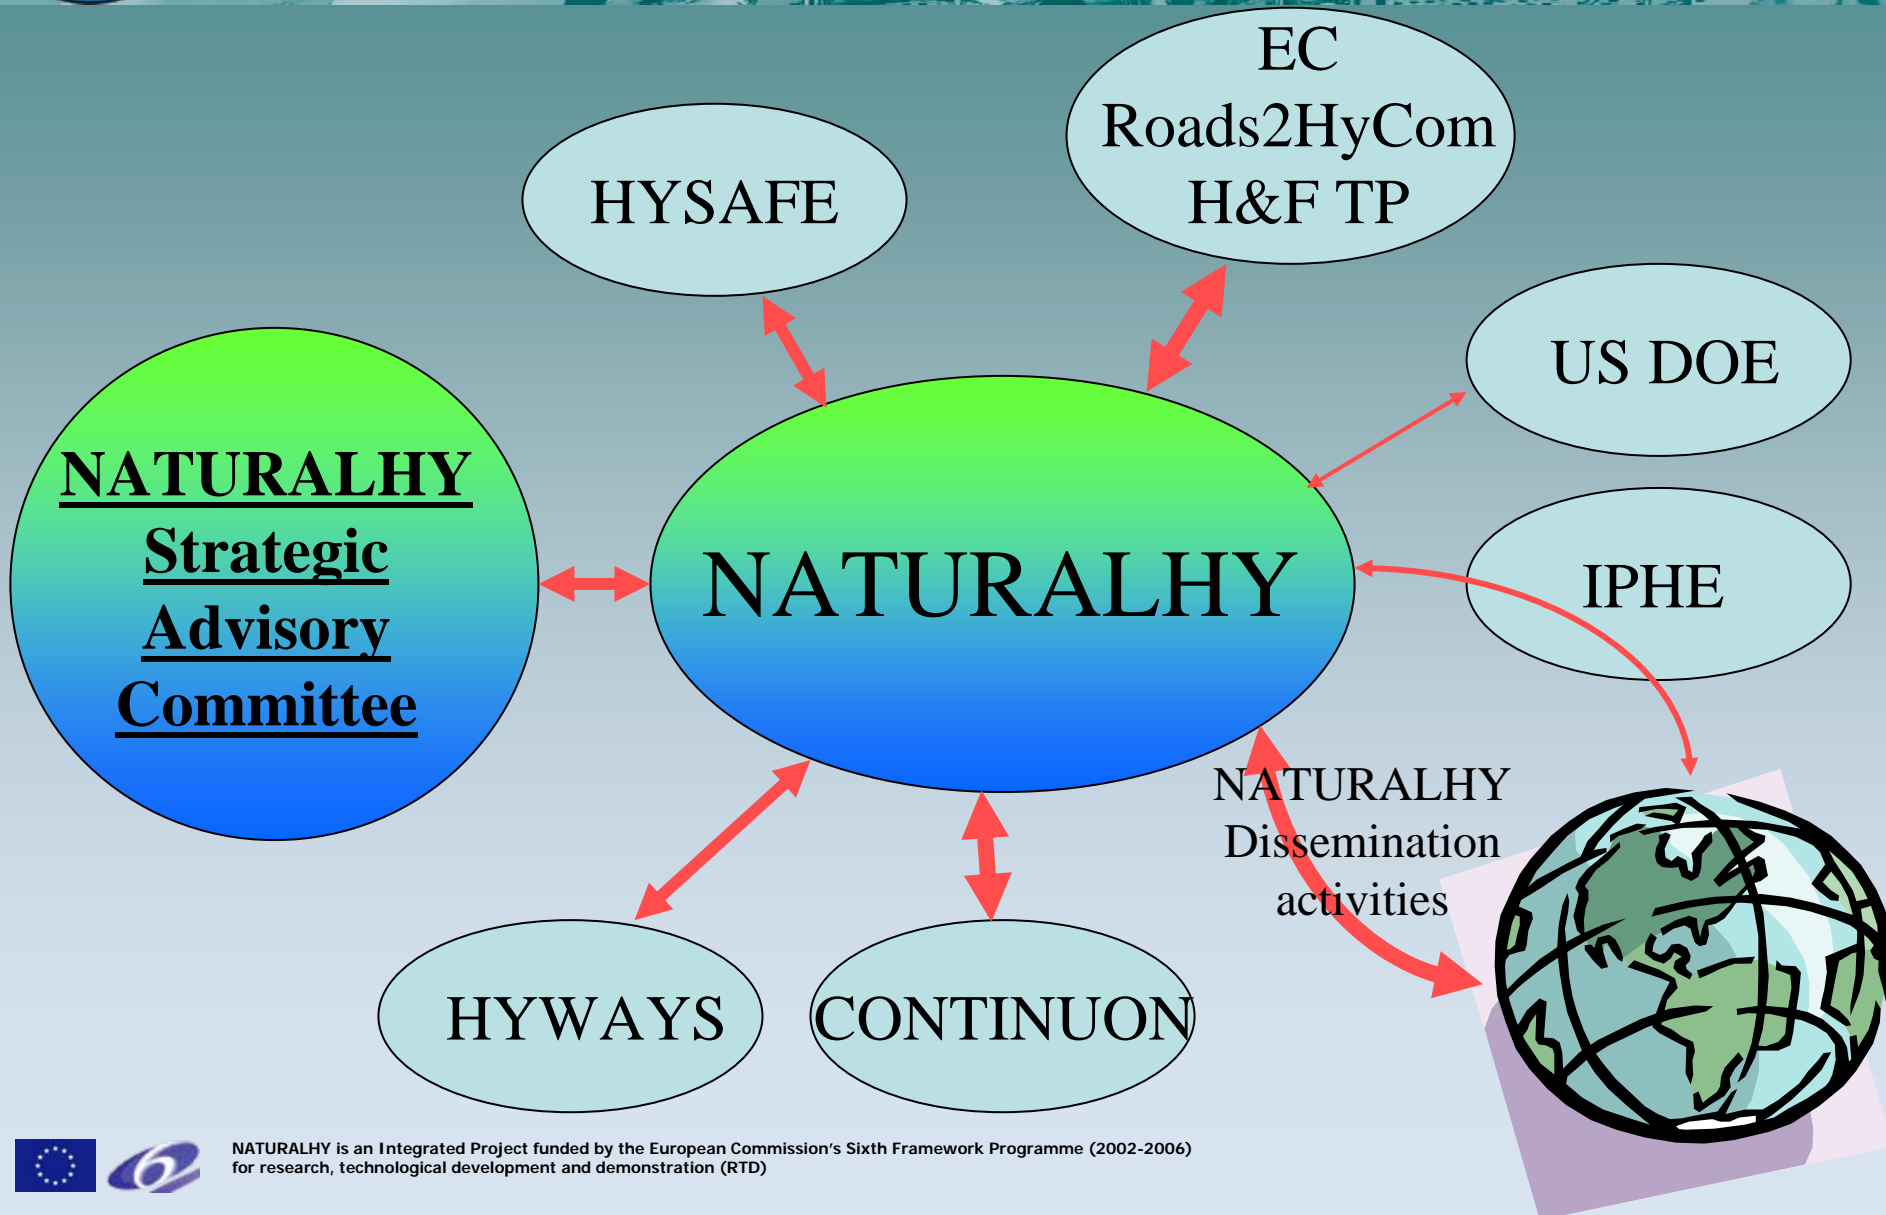 EC
Roads2HyCom
H&F TP
HYSAFE
US DOE
NATURALHY
Strategic
Advisory
Committee
NATURALHY
IPHE
NATURALHY
Dissemination
activities
HYWAYS
CONTINUON
6
NATURALHY is an Integrated Project funded by the European Commission's Sixth Framework Programme (2002-2006)
for research, technological development and demonstration (RTD)